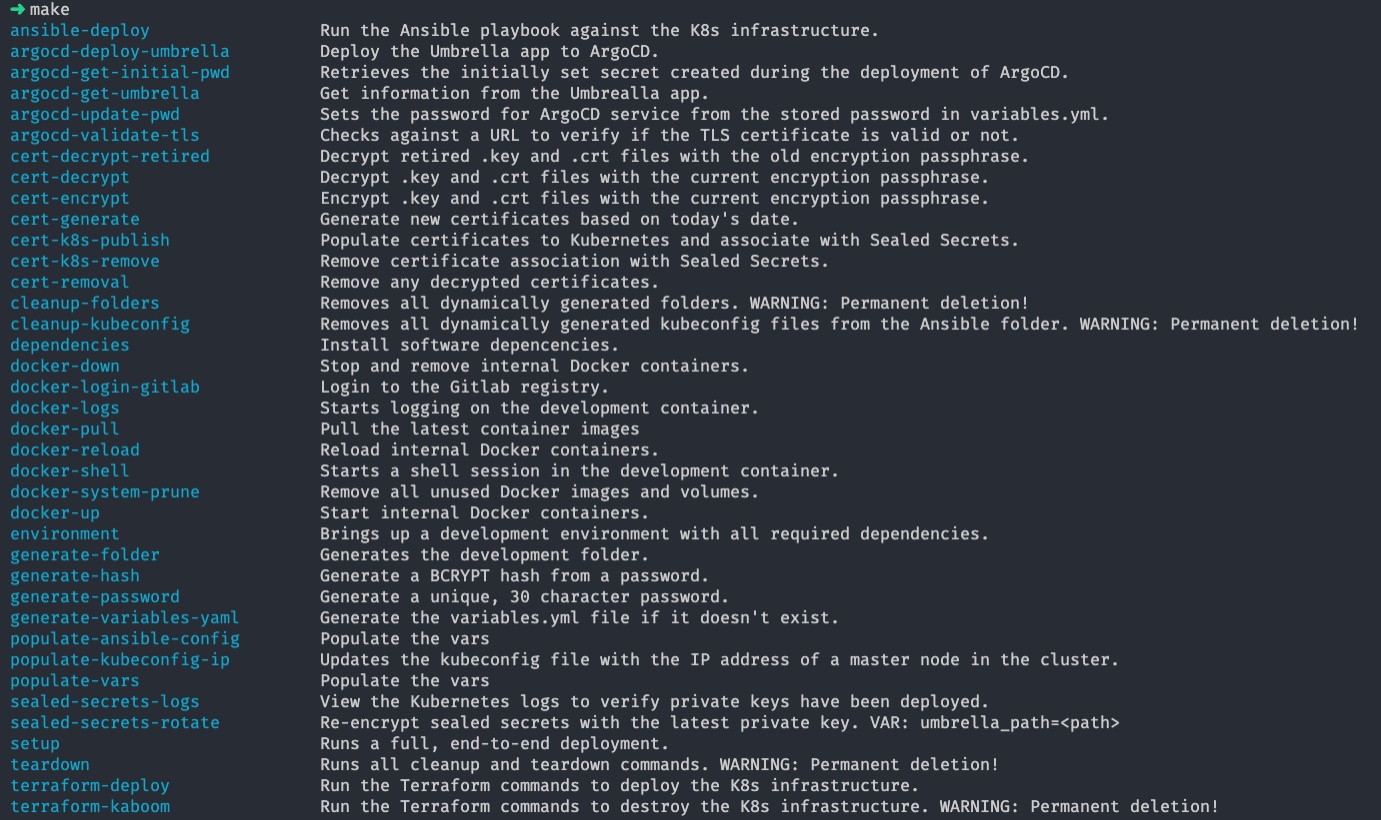 ➜ make
ansible-deploy Run the Ansible playbook against the K8s infrastructure.
argocd-deploy-umbrella Deploy the Umbrella app to ArgoCD.
argocd-get-initial-pwd Retrieves the initially set secret created during the deployment of ArgoCD.
argocd-get-umbrella Get information from the Umbrealla app.
argocd-update-pwd Sets the password for ArgoCD service from the stored password in variables.yml.
argocd-validate-tls Checks against a URL to verify if the TLS certificate is valid or not.
cert-decrypt-retired Decrypt retired .key and .crt files with the old encryption passphrase.
cert-decrypt Decrypt .key and .crt files with the current encryption passphrase.
cert-encrypt Encrypt .key and .crt files with the current encryption passphrase.
cert-generate Generate new certificates based on today's date.
cert-k8s-publish Populate certificates to Kubernetes and associate with Sealed Secrets.
cert-k8s-remove Remove certificate association with Sealed Secrets.
cert-removal Remove any decrypted certificates.
cleanup-folders Removes all dynamically generated folders. WARNING: Permanent deletion!
cleanup-kubeconfig Removes all dynamically generated kubeconfig files from the Ansible folder. WARNING: Permanent deletion!
dependencies Install software depencencies.
docker-down Stop and remove internal Docker containers.
docker-login-gitlab Login to the Gitlab registry.
docker-logs Starts logging on the development container.
docker-pull Pull the latest container images
docker-reload Reload internal Docker containers.
docker-shell Starts a shell session in the development container.
docker-system-prune Remove all unused Docker images and volumes.
docker-up Start internal Docker containers.
environment Brings up a development environment with all required dependencies.
generate-folder Generates the development folder.
generate-hash Generate a BCRYPT hash from a password.
generate-password Generate a unique, 30 character password.
generate-variables-yaml Generate the variables.yml file if it doesn't exist.
populate-ansible-config Populate the vars
populate-kubeconfig-ip Updates the kubeconfig file with the IP address of a master node in the cluster.
populate-vars Populate the vars
sealed-secrets-logs View the Kubernetes logs to verify private keys have been deployed.
sealed-secrets-rotate Re-encrypt sealed secrets with the latest private key. VAR: umbrella_path=<path>
setup Runs a full, end-to-end deployment.
teardown Runs all cleanup and teardown commands. WARNING: Permanent deletion!
terraform-deploy Run the Terraform commands to deploy the K8s infrastructure.
terraform-kaboom Run the Terraform commands to destroy the K8s infrastructure. WARNING: Permanent deletion!